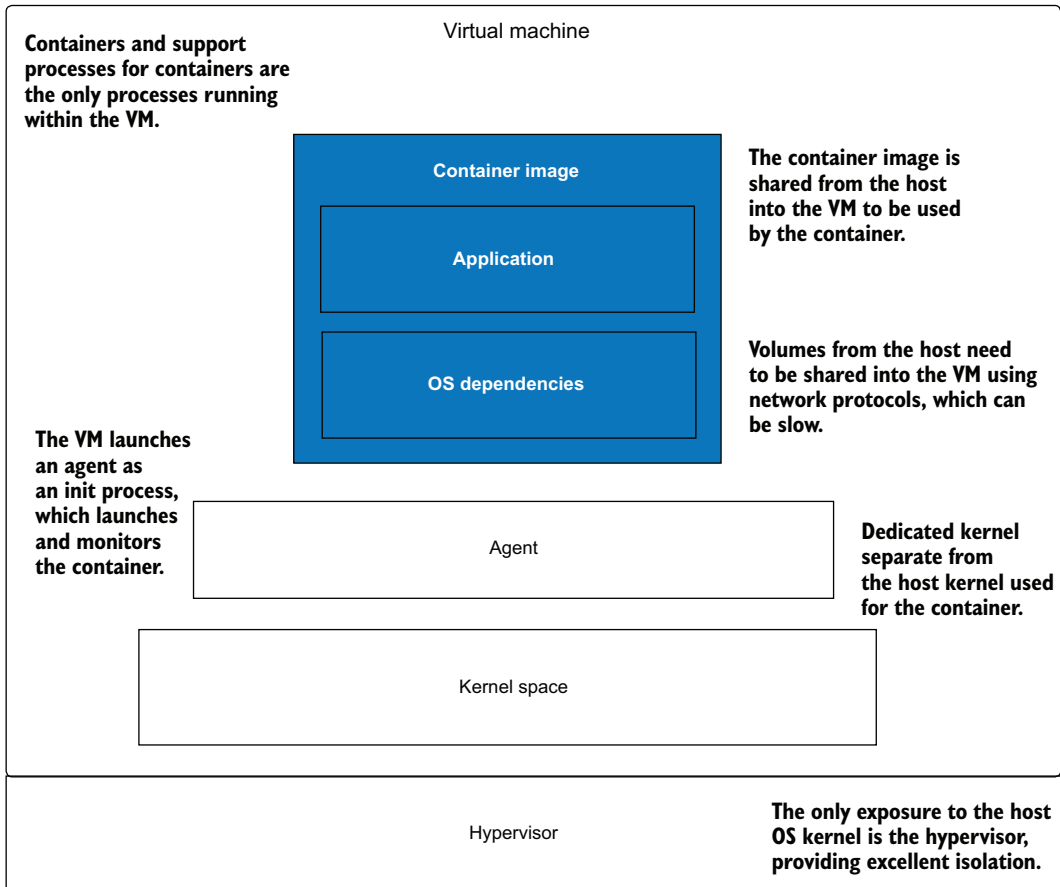 Virtual machine
Containers and support
processes for containers are
the only processes running
within the VM.
Container image
The container image is
shared from the host
into the VM to be used
by the container.
Application
Volumes from the host need
to be shared into the VM using
network protocols, which can
be slow.
OS dependencies
The VM launches
an agent as
an init process,
which launches
and monitors
the container.
Agent
Dedicated kernel
separate from
the host kernel used
for the container.
Kernel space
Hypervisor
The only exposure to the host
OS kernel is the hypervisor,
providing excellent isolation.